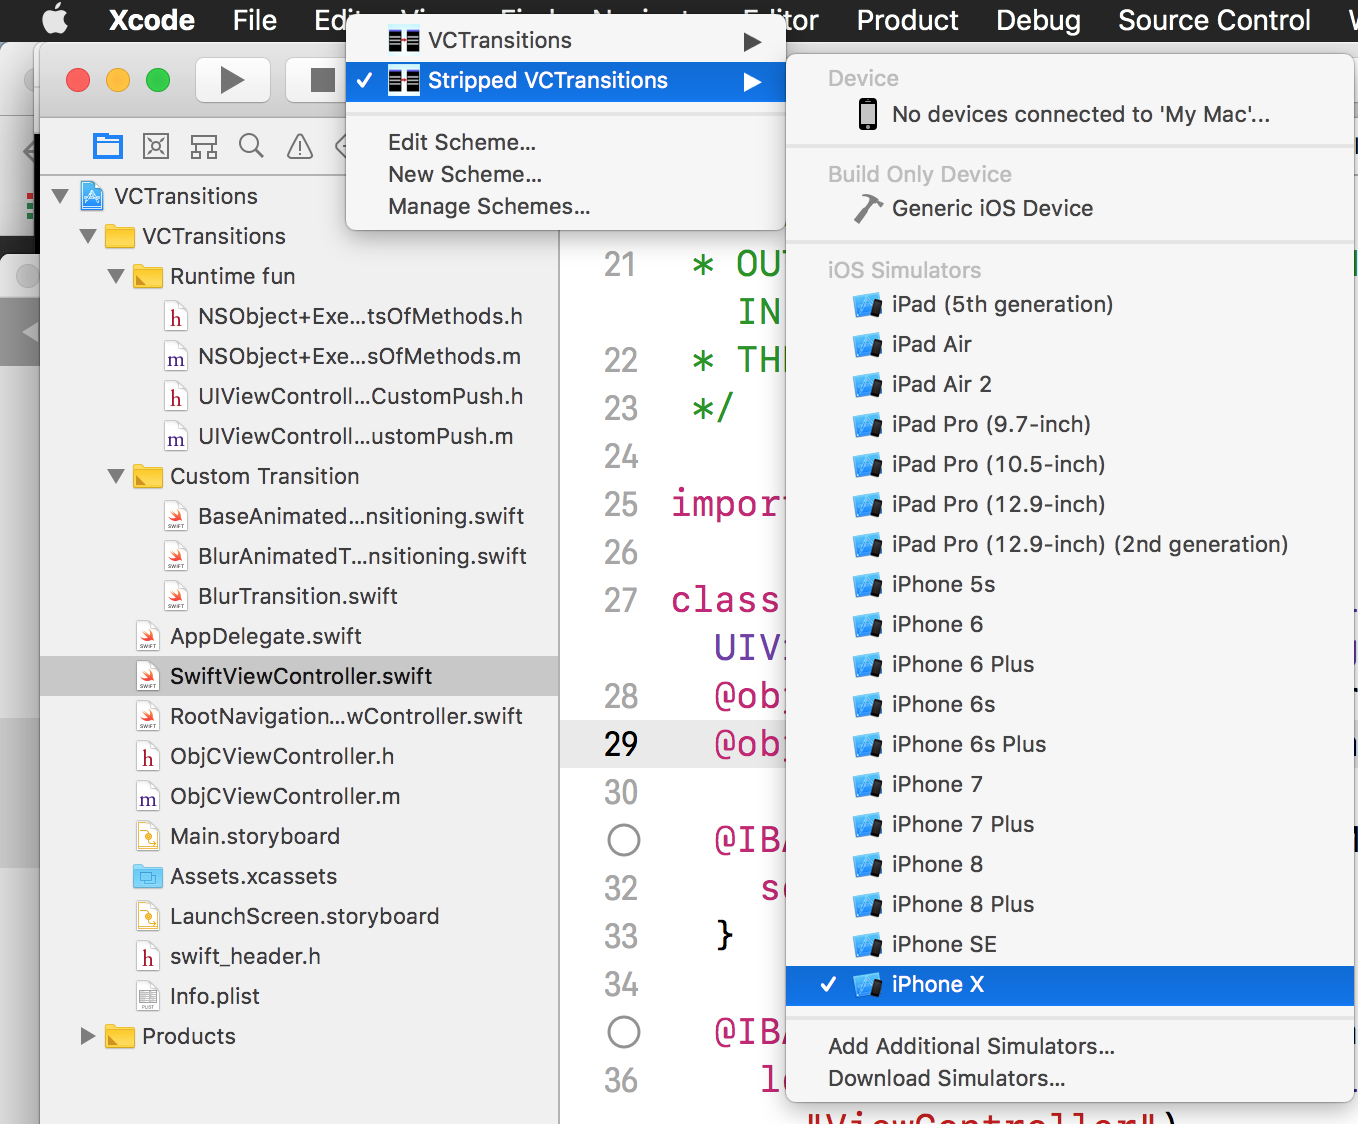 Xcode File Product Debug Source Control
VCTransitions
Stripped VCTransitions
Edit Scheme...
New Scheme...
Manage Schemes...
Device
No devices connected to 'My Mac'...
Build Only Device
Generic iOS Device
iOS Simulators
iPad (5th generation)
iPad Air
iPad Air 2
iPad Pro (9.7-inch)
iPad Pro (10.5-inch)
iPad Pro (12.9-inch)
iPad Pro (12.9-inch) (2nd generation)
iPhone 5s
iPhone 6
iPhone 6 Plus
iPhone 6s
iPhone 6s Plus
iPhone 7
iPhone 7 Plus
iPhone 8
iPhone 8 Plus
iPhone SE
iPhone X
Add Additional Simulators...
Download Simulators...
VCTransitions
VCTransitions
Runtime fun
h NSObject+Exe...tsOfMethods.h
m NSObject+Exe...sOfMethods.m
h UIViewControll...CustomPush.h
m UIViewControll...ustomPush.m
Custom Transition
BaseAnimated...nsitioning.swift
BlurAnimatedT...nsitioning.swift
BlurTransition.swift
AppDelegate.swift
SwiftViewController.swift
RootNavigation...wController.swift
h ObjCViewController.h
m ObjCViewController.m
Main.storyboard
Assets.xcassets
LaunchScreen.storyboard
h swift_header.h
Info.plist
Products
21 * OU
IN
22 * TH
23 */
24
25 impor
26
27 class
UIV
28 @ob
29 @ob
30
@IB
32 s
33 }
34
@IB
36 l
"ViewController")